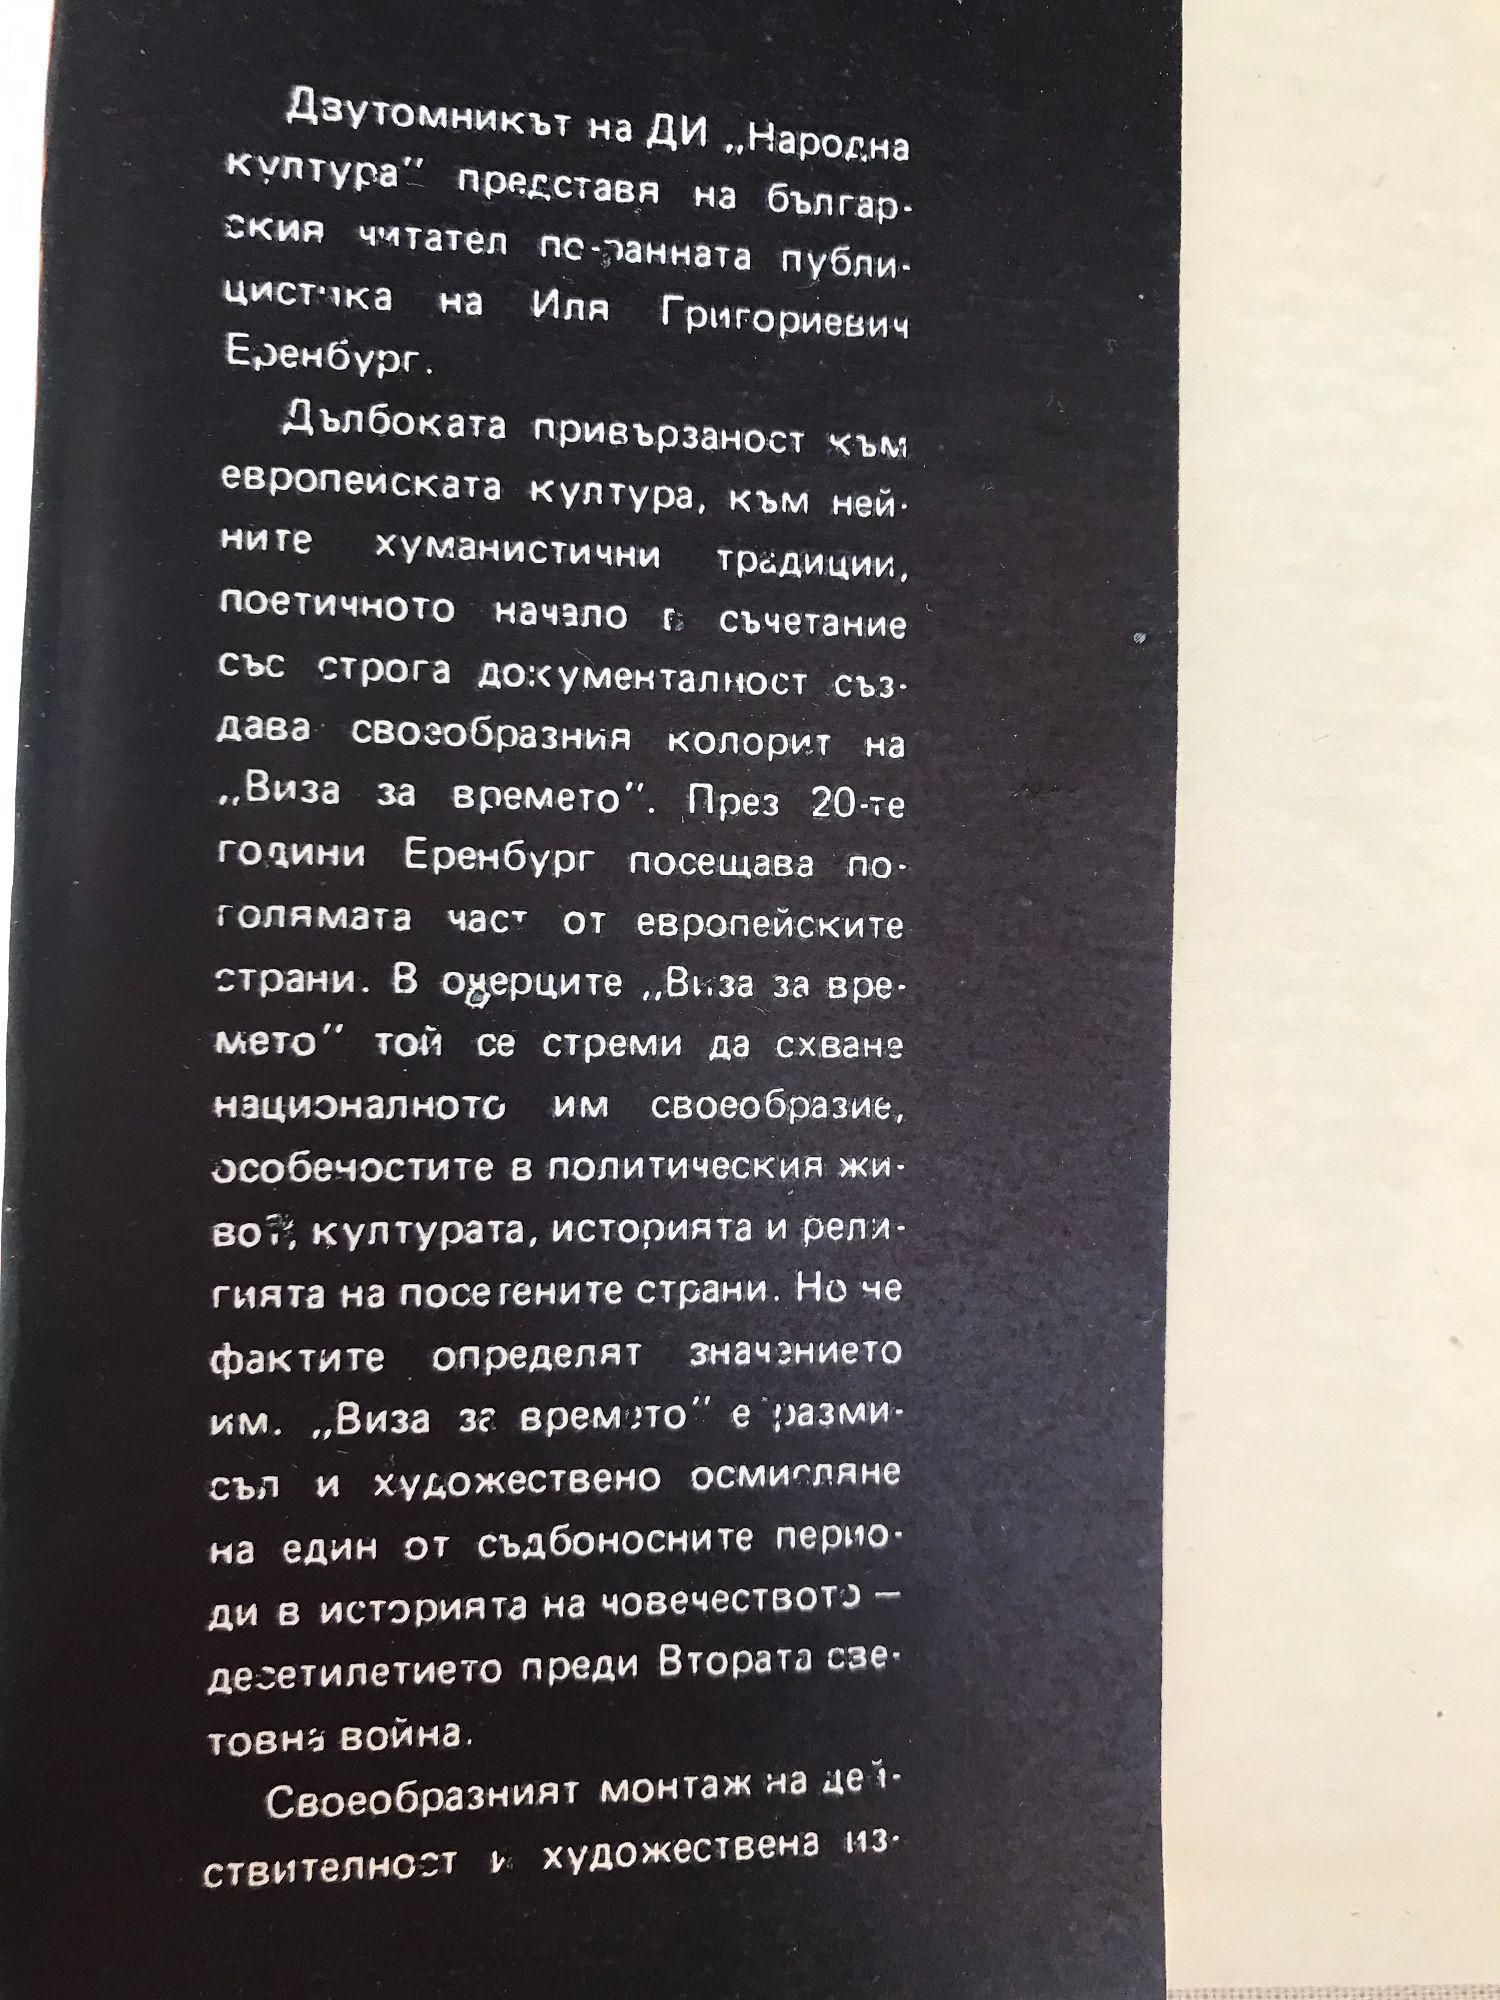 Двутомникът на ДИ „Народна
култура" представя на българ-
ския читател по-ранната публи-
цистика на Иля Григориевич
Еренбург.
Дълбоката привързаност към
европейската култура, към ней-
ните хуманистични традиции,
поетичното начало в съчетание
със строга документалност съз-
дава своеобразния колорит на
„Виза за времето". През 20-те
години Еренбург посещава по-
голямата част от европейските
страни. В очерците „Виза за вре-
мето" той се стреми да схване
националното им своеобразие,
особеностите в политическия жи-
вот, културата, историята и рели-
гията на посетените страни. Но че
фактите определят значението
им. „Виза за времето" е размИ-
съл и художествено осмисляне
на един от съдбоносните перио-
ди в историята на човечеството —
десетилетието преди Втората све-
товна война.
Своеобразният монтаж на дей-
ствителност и художествена из-